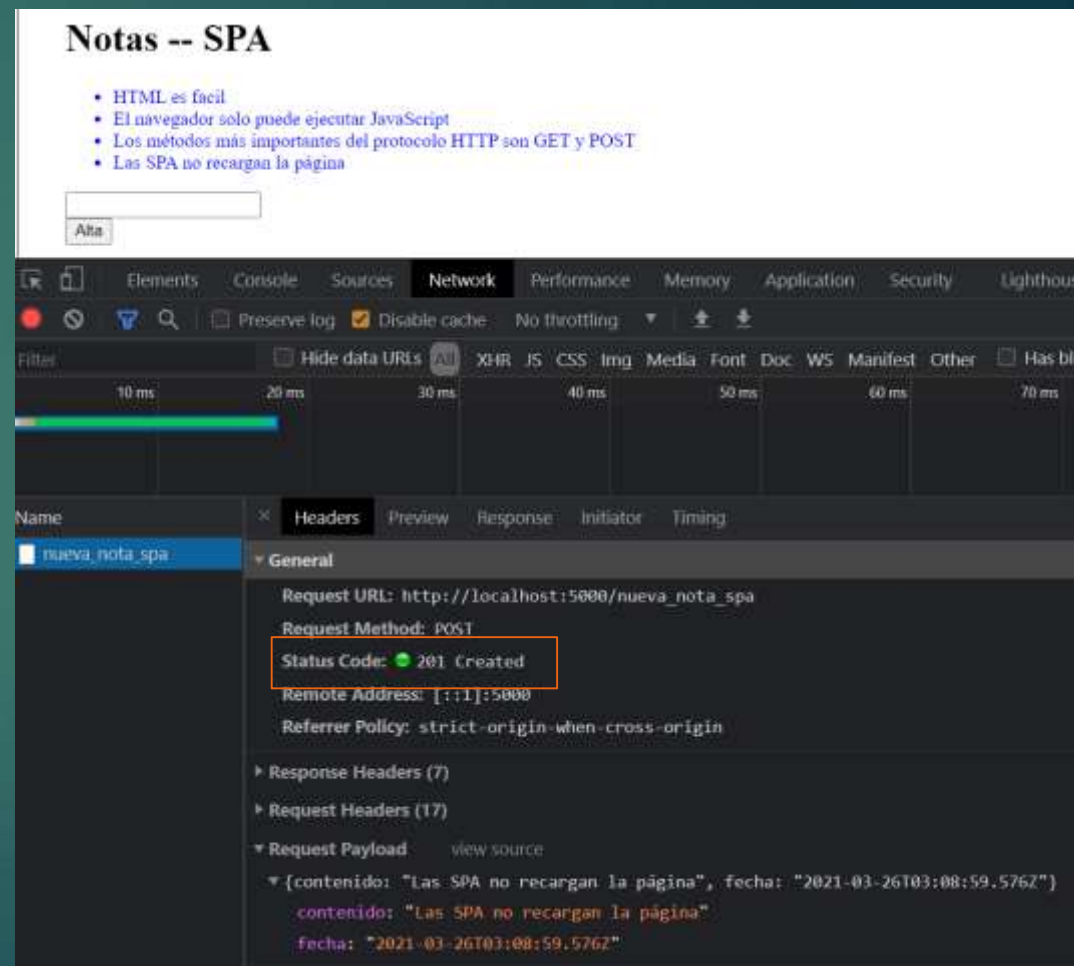 Notas -- SPA
• HTML es facil
• El navegador solo puede ejecutar JavaScript
• Los métodos más importantes del protocolo HTTP son GET y POST
• Las SPA no recargan la página
Alta
Elements Console Sources Network Performance Memory Application Security Lighthous
Preserve log Disable cache No throttling
Filter Hide data URLs All XHR JS CSS Img Media Font Doc WS Manifest Other Has bl
10 ms 20 ms 30 ms 40 ms 50 ms 60 ms 70 ms
Name × Headers Preview Response Initiator Timing
nueva_nota_spa
General
Request URL: http://localhost:5000/nueva_nota_spa
Request Method: POST
Status Code: 201 Created
Remote Address: [::1]:5000
Referrer Policy: strict-origin-when-cross-origin
Response Headers (7)
Request Headers (17)
Request Payload view source
{contenido: "Las SPA no recargan la página", fecha: "2021-03-26T03:08:59.576Z"}
contenido: "Las SPA no recargan la página"
fecha: "2021-03-26T03:08:59.576Z"